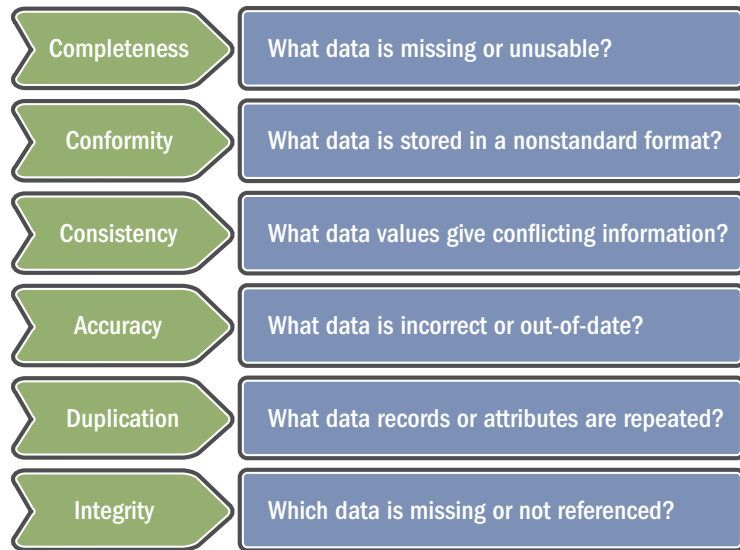 Completeness What data is missing or unusable?
Conformity What data is stored in a nonstandard format?
Consistency What data values give conflicting information?
Accuracy What data is incorrect or out-of-date?
Duplication What data records or attributes are repeated?
Integrity Which data is missing or not referenced?